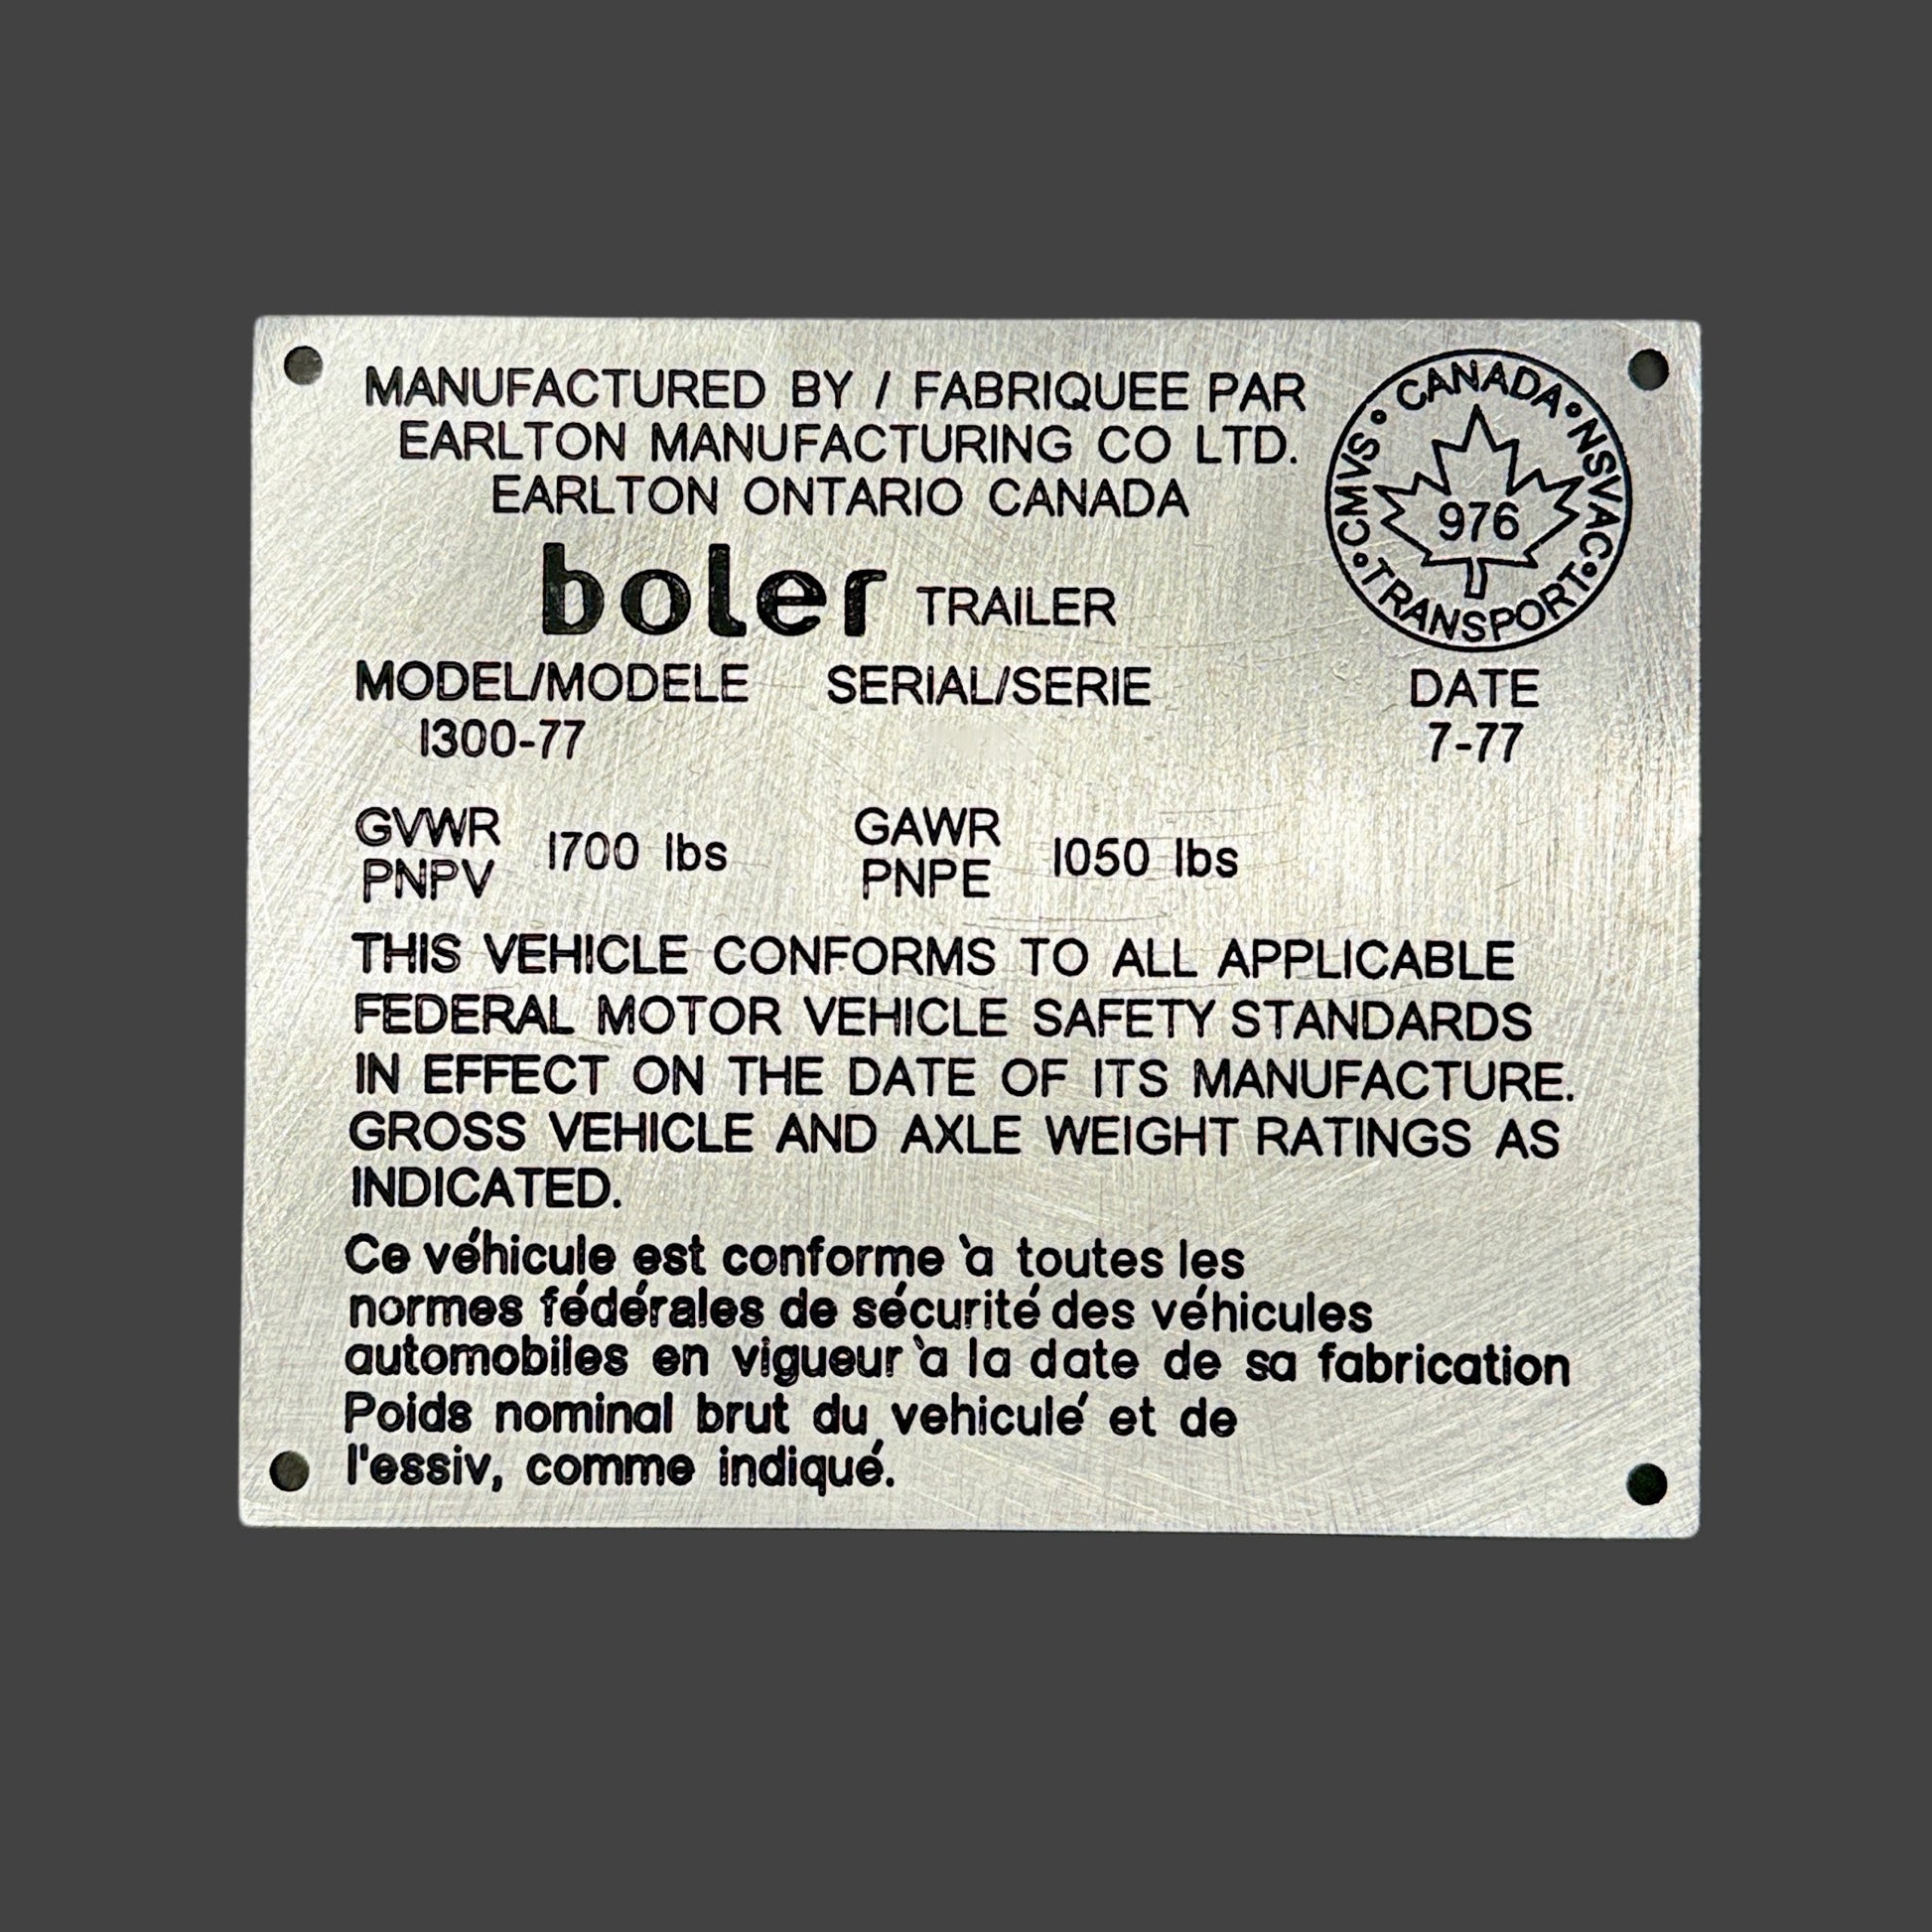 MANUFACTURED BY / FABRIQUEE PAR
EARLTON MANUFACTURING CO LTD.
EARLTON ONTARIO CANADA
CANADA • NSVAC • TRANSPORT • CMVS •
976
boler TRAILER
MODEL/MODELE SERIAL/SERIE DATE
1300-77 7-77
GVWR 1700 lbs GAWR 1050 lbs
PNPV PNPE
THIS VEHICLE CONFORMS TO ALL APPLICABLE
FEDERAL MOTOR VEHICLE SAFETY STANDARDS
IN EFFECT ON THE DATE OF ITS MANUFACTURE.
GROSS VEHICLE AND AXLE WEIGHT RATINGS AS
INDICATED.
Ce véhicule est conforme à toutes les
normes fédérales de sécurité des véhicules
automobiles en vigueur à la date de sa fabrication
Poids nominal brut du vehiculé et de
l'essiv, comme indiqué.